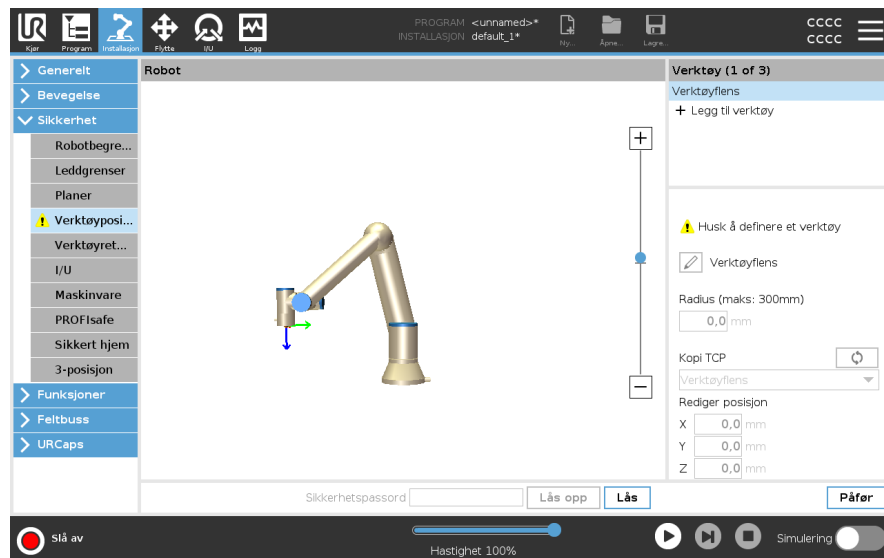 PROGRAM <unnamed>*
INSTALLASJON default_1*
Kjør Program Installasjon Flytte I/U Logg
Ny... Åpne... Lagre...
CCCC
CCCC
Generelt
Bevegelse
Sikkerhet
Robotbegre...
Leddgrenser
Planer
Verktøyposi...
Verktøyret...
I/U
Maskinvare
PROFIsafe
Sikkert hjem
3-posisjon
Funksjoner
Feltbuss
URCaps
Robot
Verktøy (1 of 3)
Verktøyflens
+ Legg til verktøy
Husk å definere et verktøy
Verktøyflens
Radius (maks: 300mm)
0,0 mm
Kopi TCP
Verktøyflens
Rediger posisjon
X 0,0 mm
Y 0,0 mm
Z 0,0 mm
Sikkerhetspassord Lås opp Lås Påfør
Slå av
Hastighet 100%
Simulering